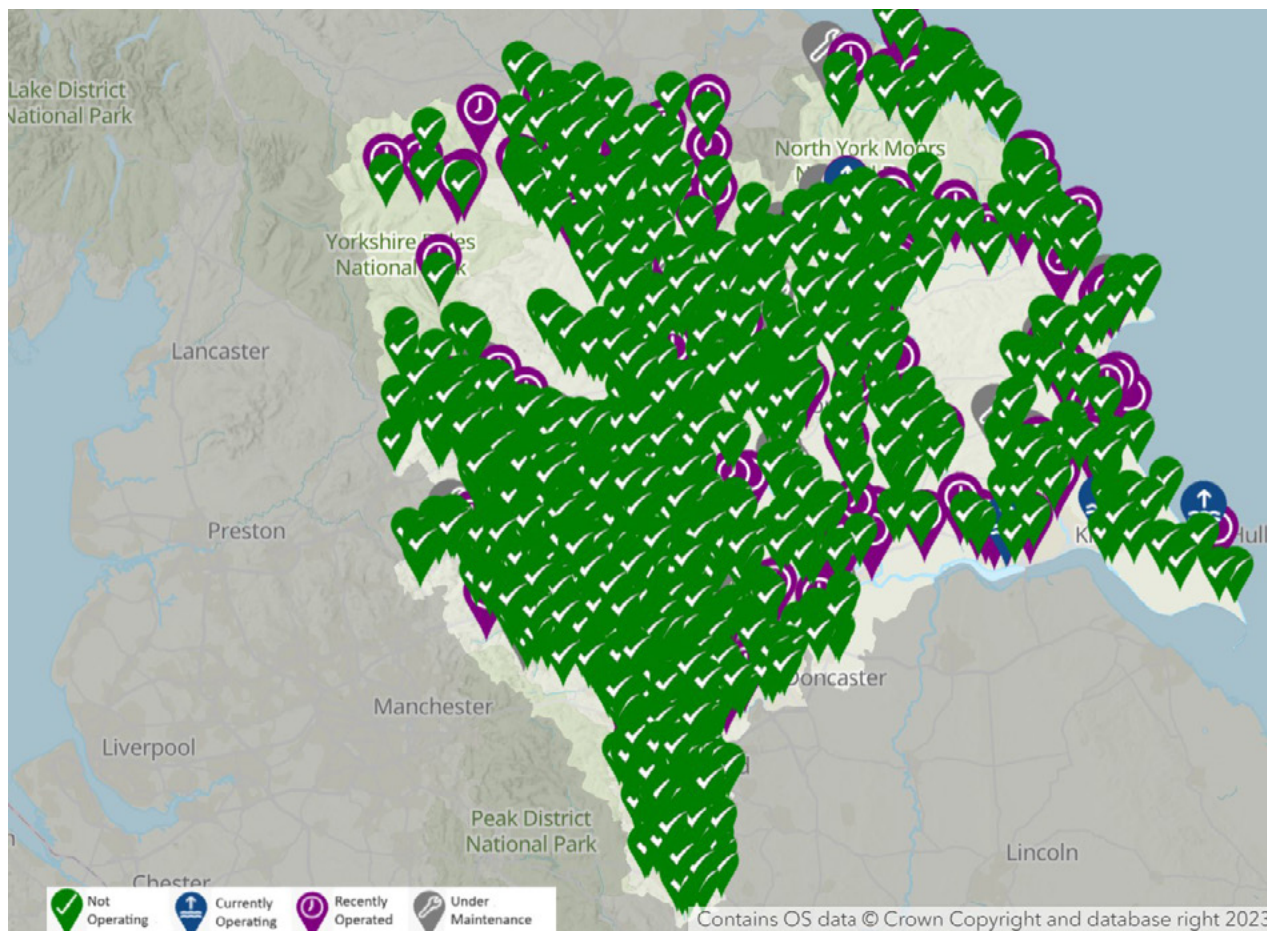 Lake District
National Park
North York Moors
Yorkshire Dales
National Park
Lancaster
Preston
Doncaster
Manchester
Liverpool
Peak District
National Park
Lincoln
Chester
Not
Operating
Currently
Operating
Recently
Operated
Under
Maintenance
Contains OS data © Crown Copyright and database right 2023